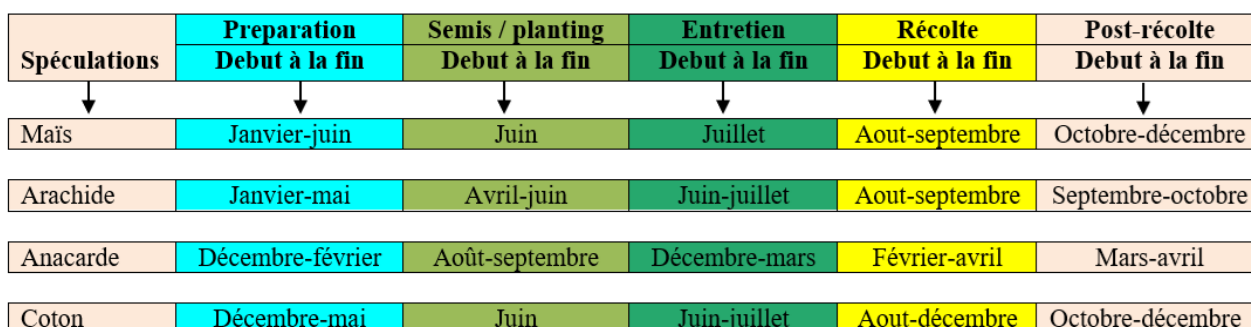 Preparation Semis / planting Entretien Récolte Post-récolte
Spéculations Debut à la fin Debut à la fin Debut à la fin Debut à la fin Debut à la fin
Maïs Janvier-juin Juin Juillet Aout-septembre Octobre-décembre
Arachide Janvier-mai Avril-juin Juin-juillet Aout-septembre Septembre-octobre
Anacarde Décembre-février Août-septembre Décembre-mars Février-avril Mars-avril
Coton Décembre-mai Juin Juin-juillet Aout-décembre Octobre-décembre